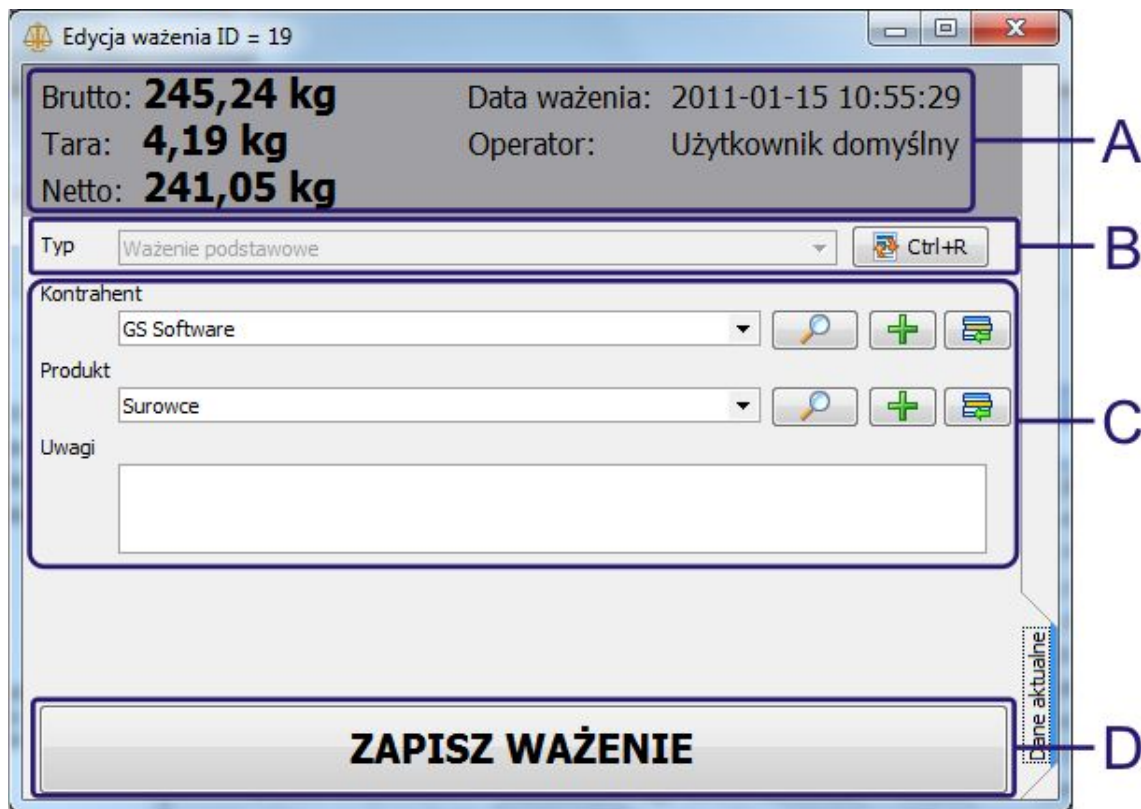 Edycja ważenia ID = 19
Brutto: 245,24 kg Data ważenia: 2011-01-15 10:55:29
Tara: 4,19 kg Operator: Użytkownik domyślny
Netto: 241,05 kg
A
Typ Ważenie podstawowe Ctrl+R
B
Kontrahent
GS Software
Produkt
Surowce
C
Uwagi
Dane aktualne
ZAPISZ WAŻENIE
D